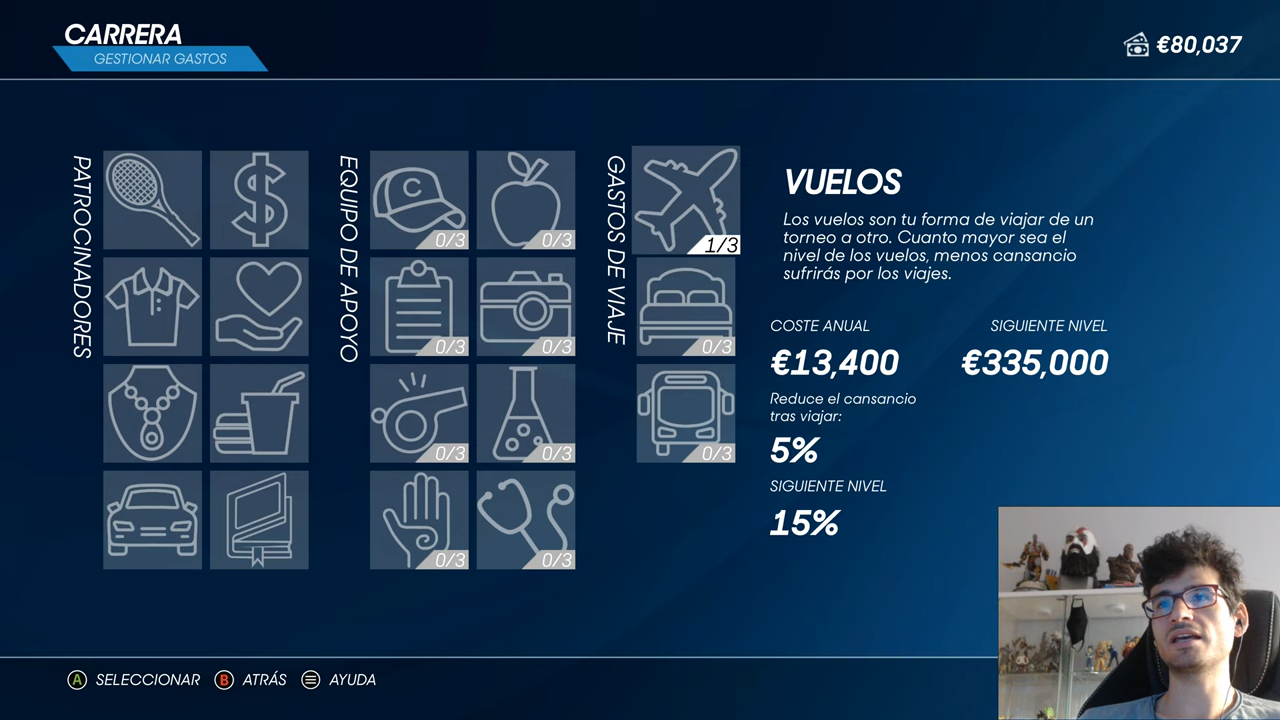 CARRERA
GESTIONAR GASTOS
€80,037
PATROCINADORES
EQUIPO DE APOYO
C
0/3
0/3
0/3
0/3
0/3
0/3
0/3
0/3
GASTOS DE VIAJE
1/3
0/3
0/3
VUELOS
Los vuelos son tu forma de viajar de un
torneo a otro. Cuanto mayor sea el
nivel de los vuelos, menos cansancio
sufrirás por los viajes.
COSTE ANUAL
SIGUIENTE NIVEL
€13,400
€335,000
Reduce el cansancio
tras viajar:
5%
SIGUIENTE NIVEL
15%
A SELECCIONAR B ATRÁS AYUDA